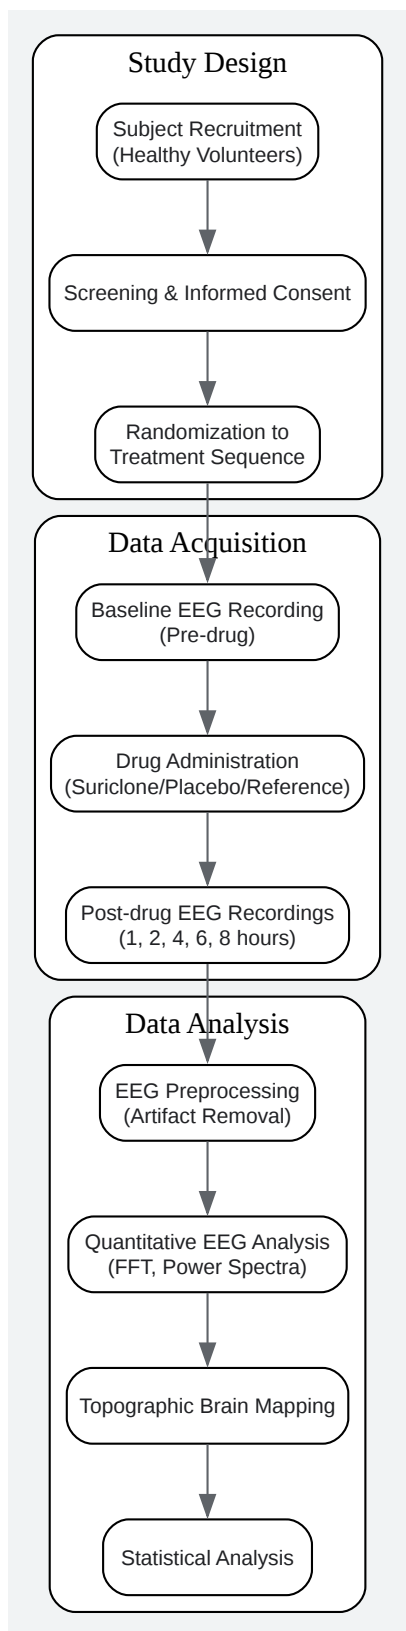 Study Design
Subject Recruitment
(Healthy Volunteers)
Screening & Informed Consent
Randomization to
Treatment Sequence
Data Acquisition
Baseline EEG Recording
(Pre-drug)
Drug Administration
(Suriclone/Placebo/Reference)
Post-drug EEG Recordings
(1, 2, 4, 6, 8 hours)
Data Analysis
EEG Preprocessing
(Artifact Removal)
Quantitative EEG Analysis
(FFT, Power Spectra)
Topographic Brain Mapping
Statistical Analysis